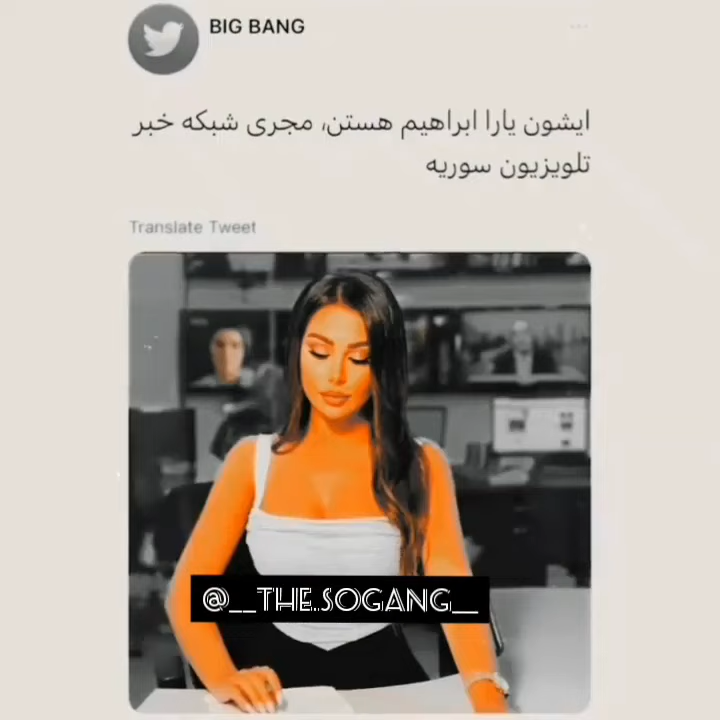 BIG BANG
ایشون یارا ابراهیم هستن، مجری شبکه خبر
تلویزیون سوریه
Translate Tweet
@__THE..SOGANG__